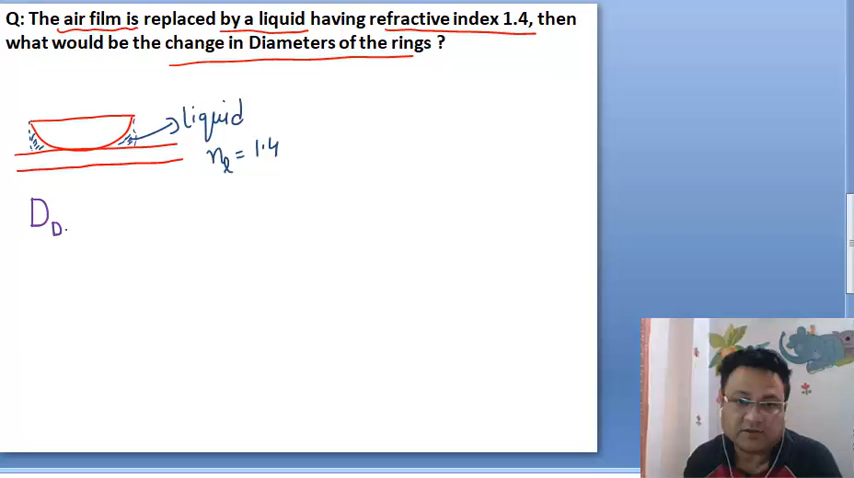 Q: The air film is replaced by a liquid having refractive index 1.4, then
what would be the change in Diameters of the rings ?
liquid
nℓ = 1.4
D_D.